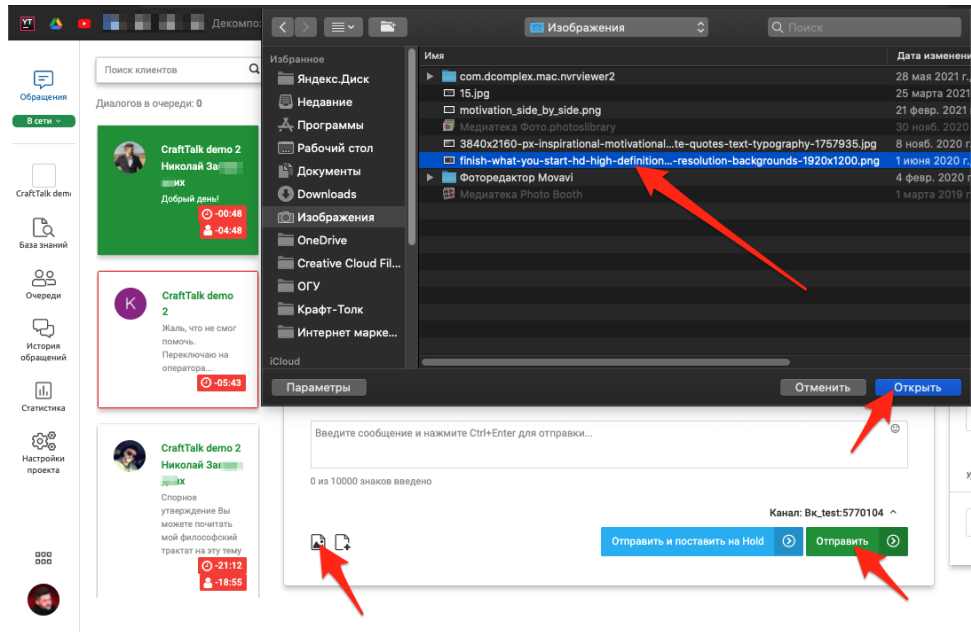 Декомпо:
Изображения
Поиск
Избранное
Яндекс.Диск
Недавние
Программы
Рабочий стол
Документы
Downloads
Изображения
OneDrive
Creative Cloud Fil...
ОГУ
Крафт-Толк
Интернет марке...
iCloud
Имя
Дата изменени
com.dcomplex.mac.nvrviewer2
28 мая 2021 г.,
15.jpg
25 марта 2021
motivation_side_by_side.png
21 февр. 2021
Медиатека Фото.photoslibrary
30 нояб. 2020
3840x2160-px-inspirational-motivational...te-quotes-text-typography-1757935.jpg
8 нояб. 2020 г.
finish-what-you-start-hd-high-definition...-resolution-backgrounds-1920x1200.png
1 июня 2020 г.,
Фоторедактор Movavi
4 февр. 2020 г
Медиатека Photo Booth
1 марта 2019 г
Параметры
Отменить
Открыть
Обращения
В сети
CraftTalk demo
База знаний
Очереди
История
обращений
Статистика
Настройки
проекта
Поиск клиентов
Диалогов в очереди: 0
CraftTalk demo 2
Николай За
их
Добрый день!
-00:48
-04:48
K
CraftTalk demo
2
Жаль, что не смог
помочь.
Переключаю на
оператора...
-05:43
CraftTalk demo 2
Николай За
х
Спорное
утверждение Вы
можете почитать
мой философский
трактат на эту тему
-21:12
-18:55
Введите сообщение и нажмите Ctrl+Enter для отправки...
0 из 10000 знаков введено
Канал: Вк_test:5770104
Отправить и поставить на Hold
Отправить